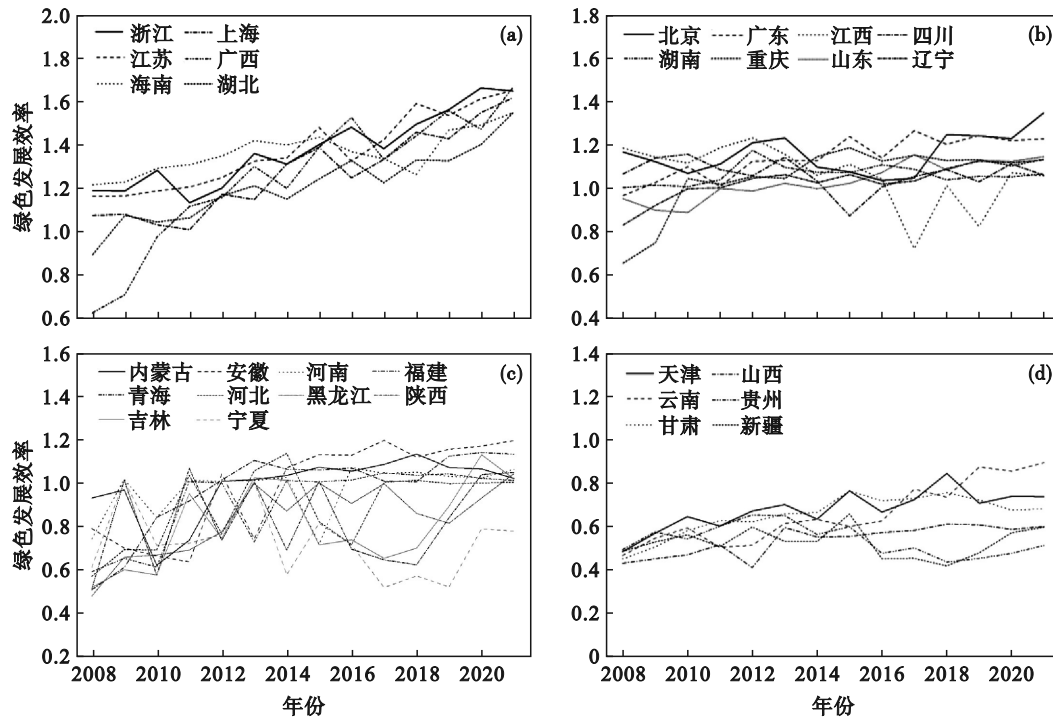 2.0
1.8
1.6
1.4
1.2
1.0
0.8
0.6
绿色发展效率
浙江 上海
江苏 广西
海南 湖北
(a)
2.0
1.8
1.6
1.4
1.2
1.0
0.8
0.6
0.4
北京 广东 江西 四川
湖南 重庆 山东 辽宁
(b)
1.6
1.4
1.2
1.0
0.8
0.6
0.4
0.2
绿色发展效率
内蒙古 安徽 河南 福建
青海 河北 黑龙江 陕西
吉林 宁夏
(c)
2008 2010 2012 2014 2016 2018 2020
年份
1.4
1.2
1.0
0.8
0.6
0.4
0.2
0
天津 山西
云南 贵州
甘肃 新疆
(d)
2008 2010 2012 2014 2016 2018 2020
年份